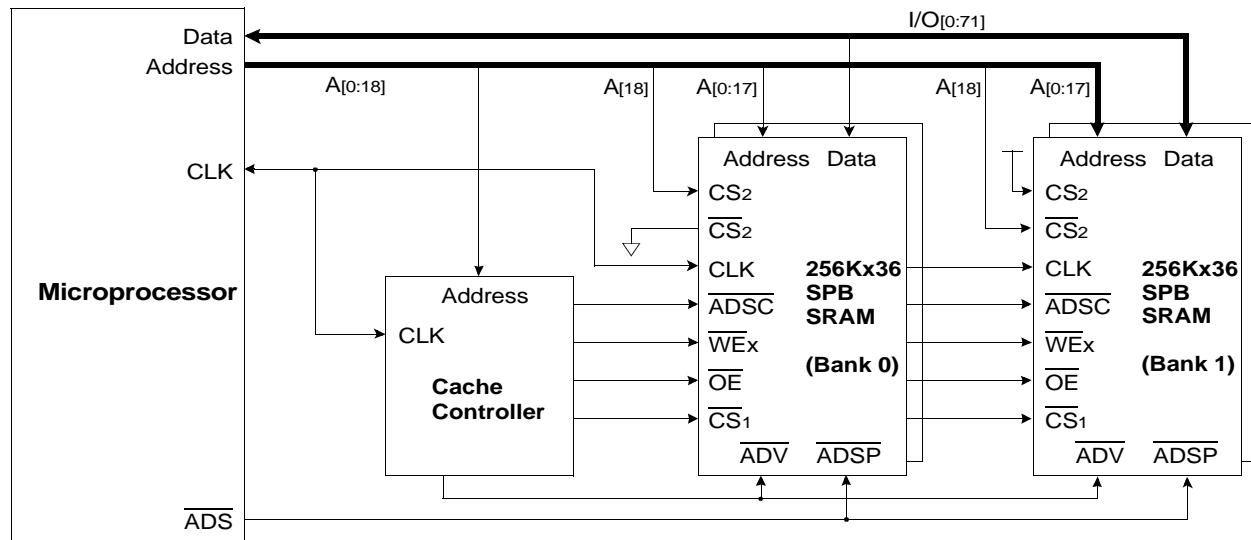 I/O[0:71]
Data
Address
A[0:18]
A[18]
A[0:17]
A[18]
A[0:17]
CLK
Microprocessor
ADS
Address
CLK
Cache
Controller
Address Data
CS2
CS2
CLK
ADSC
WEx
OE
CS1
256Kx36
SPB
SRAM
(Bank 0)
ADV ADSP
Address Data
CS2
CS2
CLK
ADSC
WEx
OE
CS1
256Kx36
SPB
SRAM
(Bank 1)
ADV ADSP